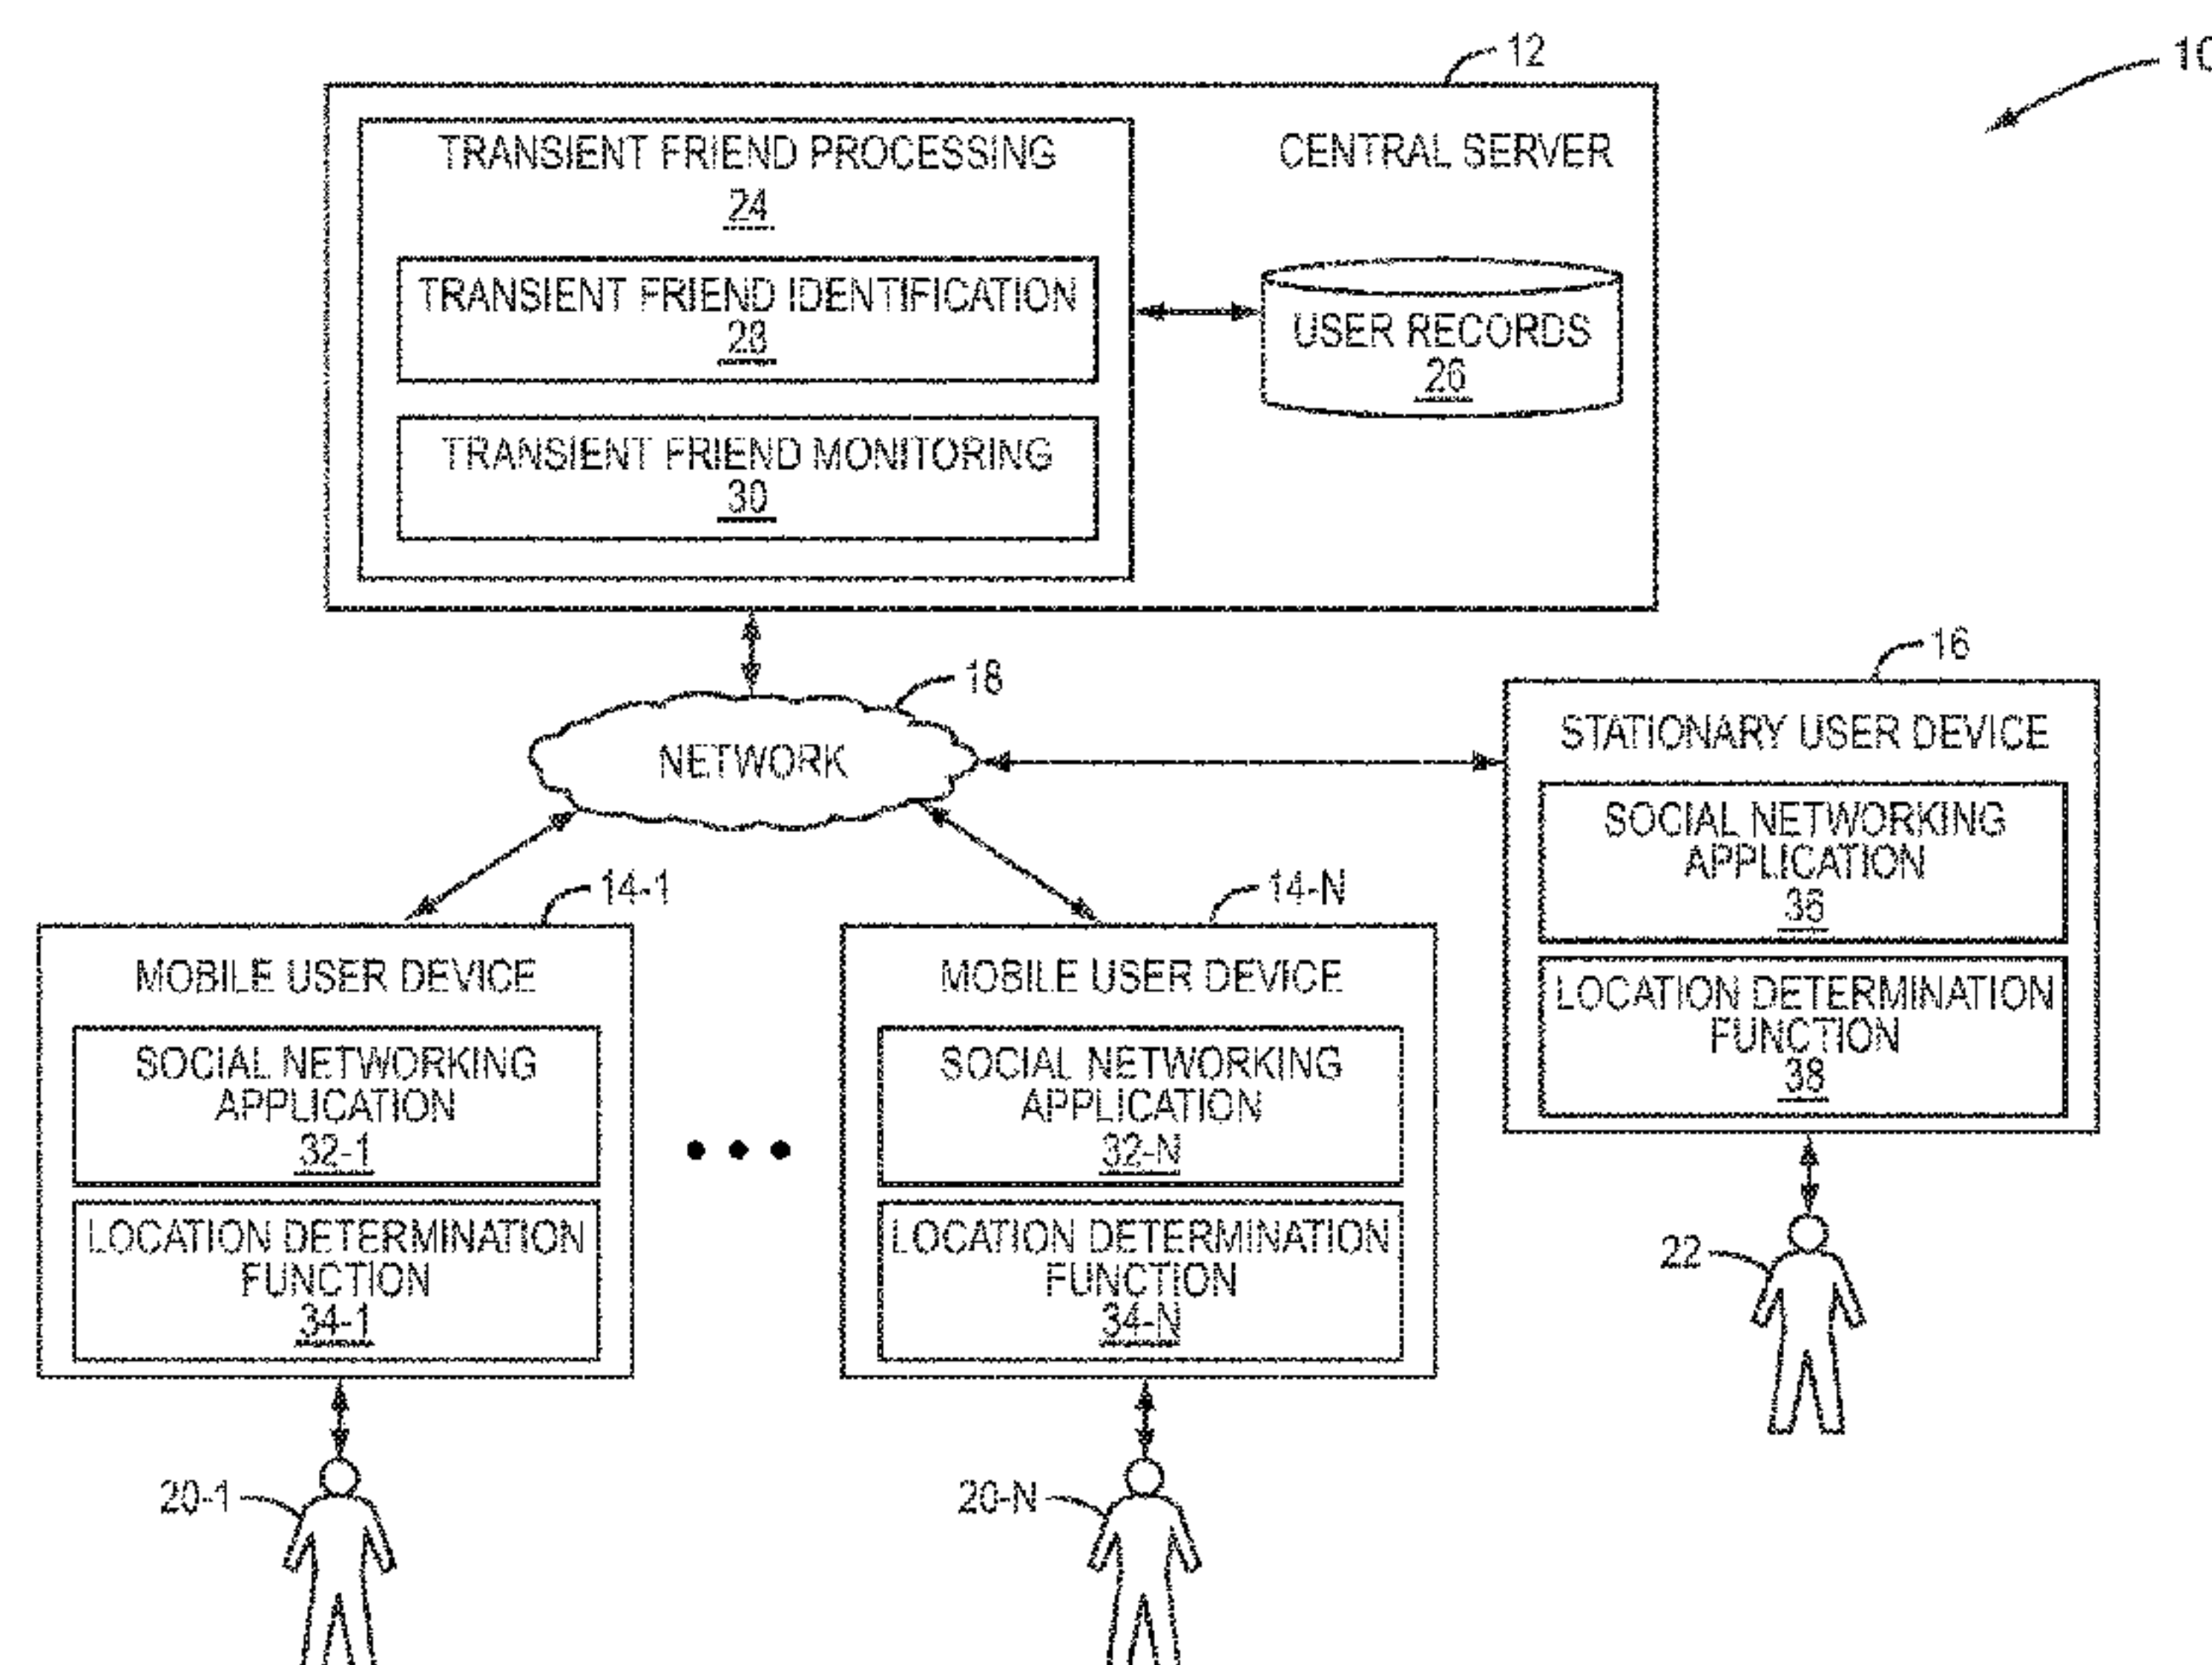 12
10
TRANSIENT FRIEND PROCESSING
24
CENTRAL SERVER
TRANSIENT FRIEND IDENTIFICATION
28
USER RECORDS
26
TRANSIENT FRIEND MONITORING
30
18
NETWORK
16
STATIONARY USER DEVICE
SOCIAL NETWORKING
APPLICATION
36
LOCATION DETERMINATION
FUNCTION
38
22
14-1
MOBILE USER DEVICE
SOCIAL NETWORKING
APPLICATION
32-1
LOCATION DETERMINATION
FUNCTION
34-1
20-1
14-N
MOBILE USER DEVICE
SOCIAL NETWORKING
APPLICATION
32-N
LOCATION DETERMINATION
FUNCTION
34-N
20-N